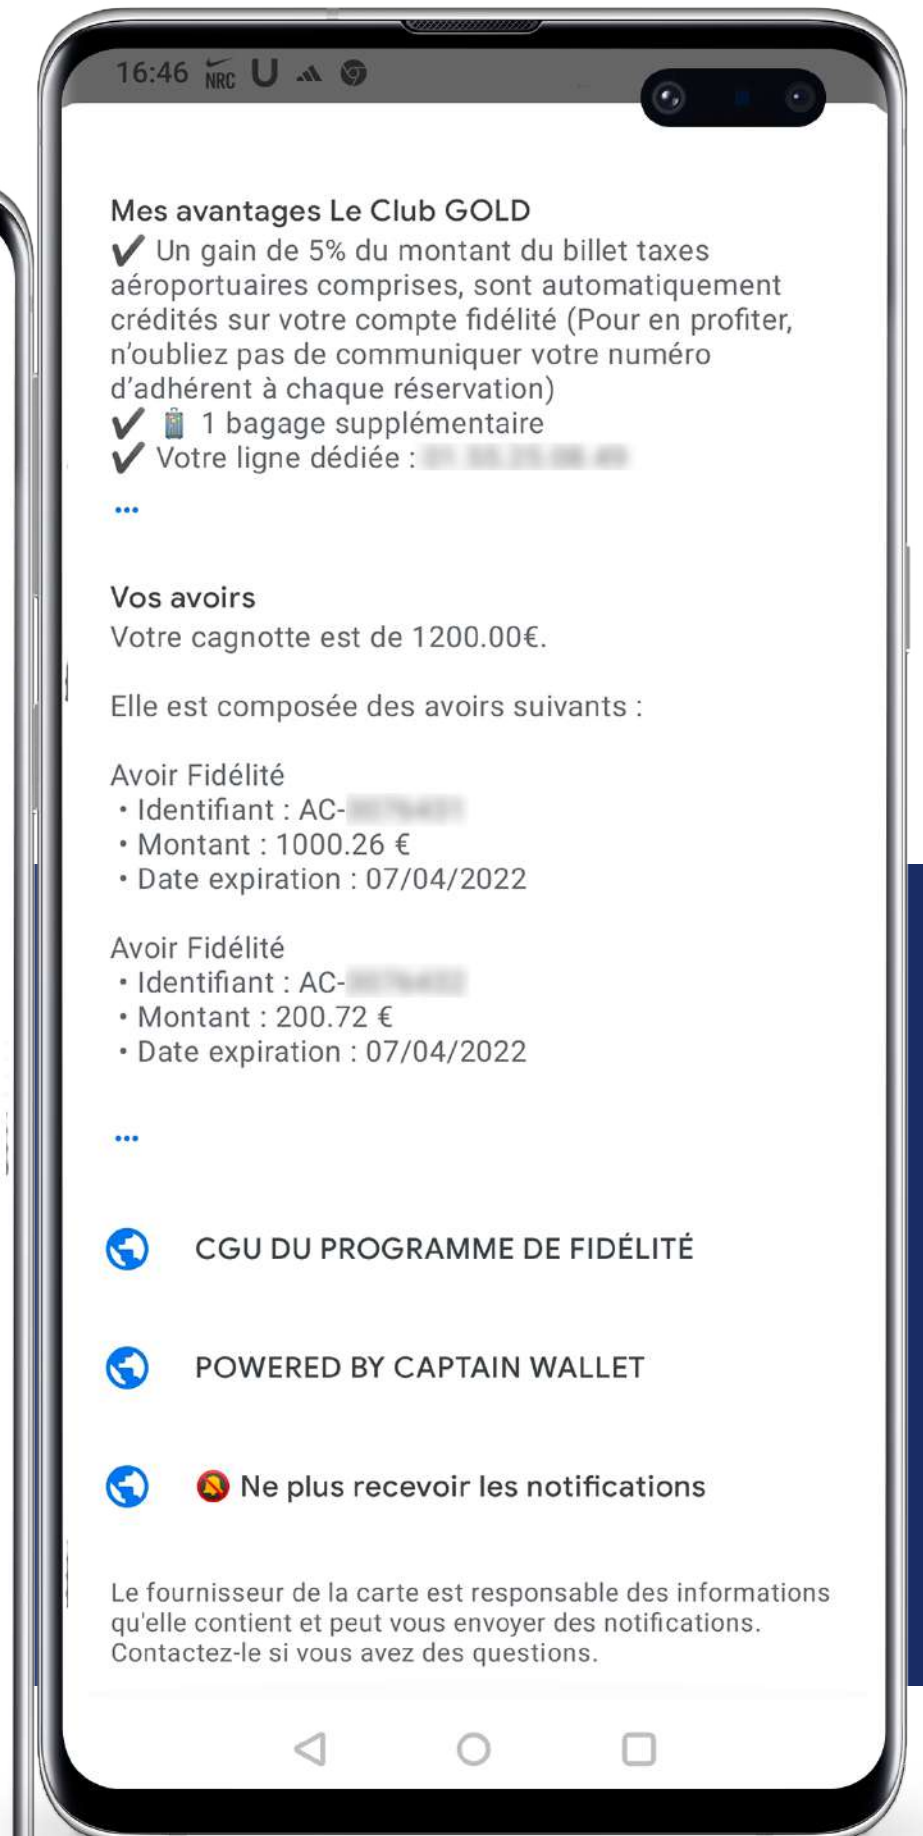 16:46 NRC U
Mes avantages Le Club GOLD
✔ Un gain de 5% du montant du billet taxes
aéroportuaires comprises, sont automatiquement
crédités sur votre compte fidélité (Pour en profiter,
n'oubliez pas de communiquer votre numéro
d'adhérent à chaque réservation)
✔ 🧳 1 bagage supplémentaire
✔ Votre ligne dédiée :
...
Vos avoirs
Votre cagnotte est de 1200.00€.
Elle est composée des avoirs suivants :
Avoir Fidélité
• Identifiant : AC-
• Montant : 1000.26 €
• Date expiration : 07/04/2022
Avoir Fidélité
• Identifiant : AC-
• Montant : 200.72 €
• Date expiration : 07/04/2022
...
CGU DU PROGRAMME DE FIDÉLITÉ
POWERED BY CAPTAIN WALLET
🔕 Ne plus recevoir les notifications
Le fournisseur de la carte est responsable des informations
qu'elle contient et peut vous envoyer des notifications.
Contactez-le si vous avez des questions.